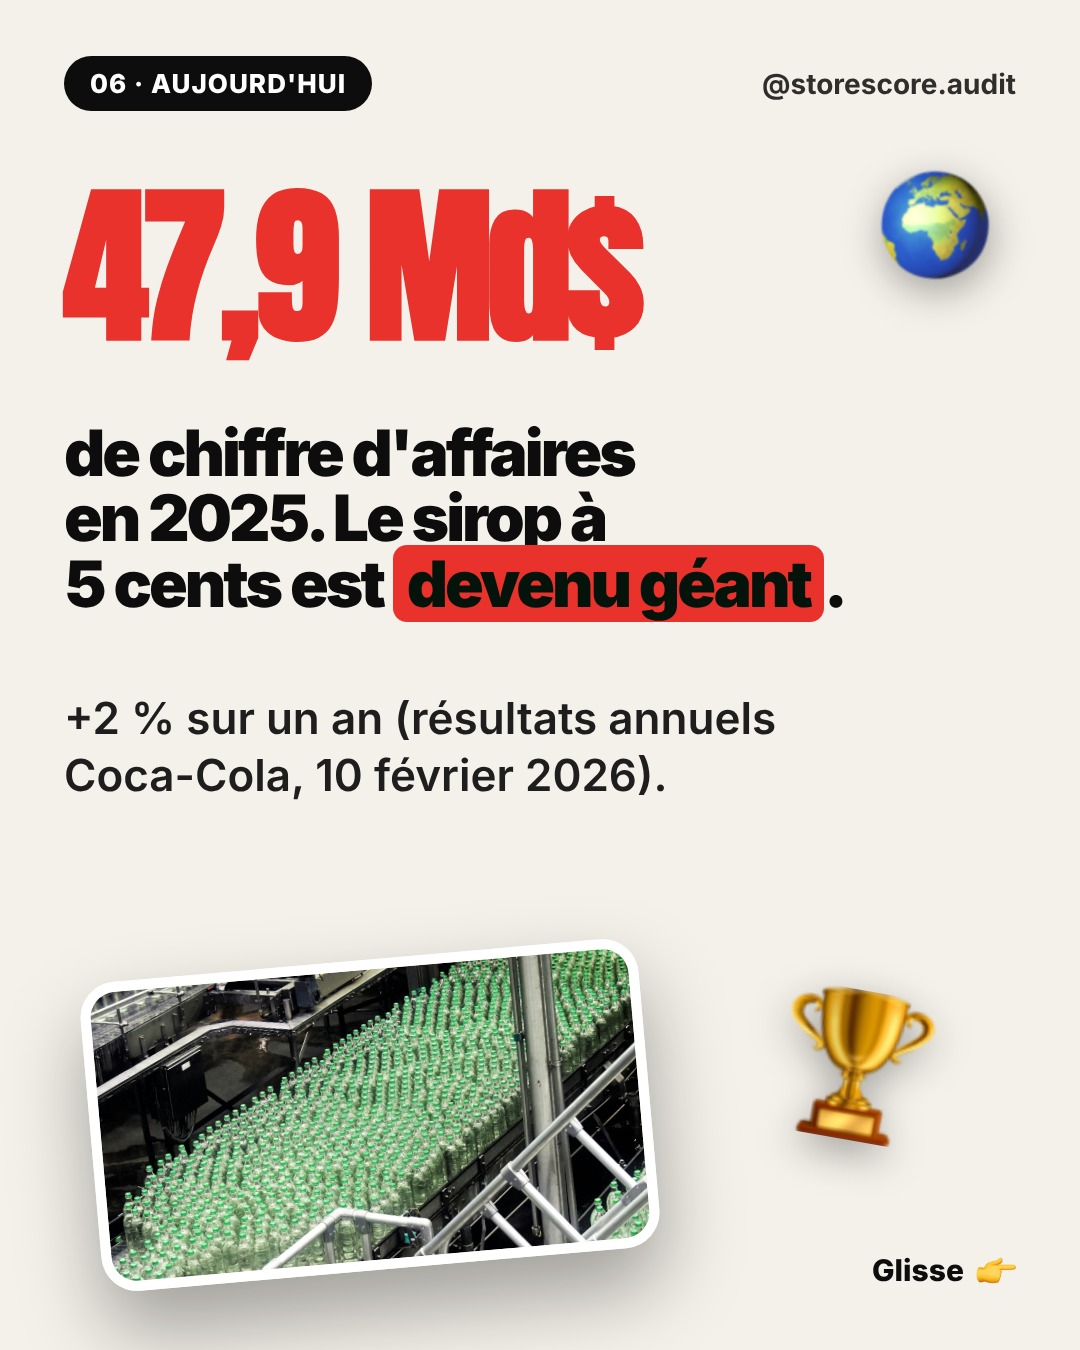 06 · AUJOURD'HUI
@storescore.audit
47,9 Md$
de chiffre d'affaires
en 2025. Le sirop à
5 cents est devenu géant.
+2 % sur un an (résultats annuels
Coca-Cola, 10 février 2026).
Glisse 👉